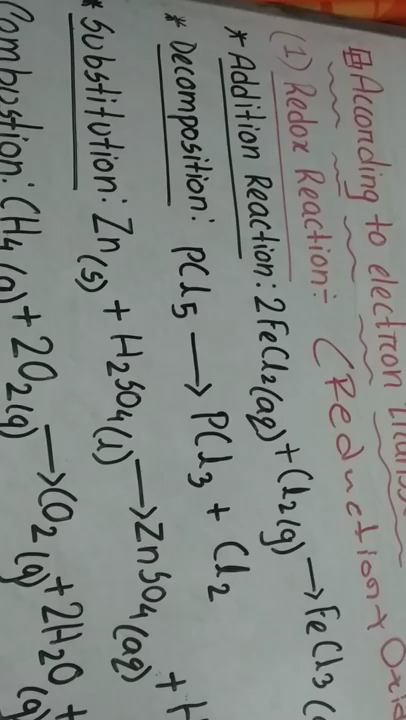 According to electron
(1) Redox Reaction:- (Reduction +
* Addition Reaction: 2FeCl2(aq) + Cl2(g) → FeCl3 (
* Decomposition: PCl5 → PCl3 + Cl2
* Substitution: Zn(s) + H2SO4(l) → ZnSO4(aq) + H
Combustion: CH4(g) + 2O2(g) → CO2(g) + 2H2O(g) +